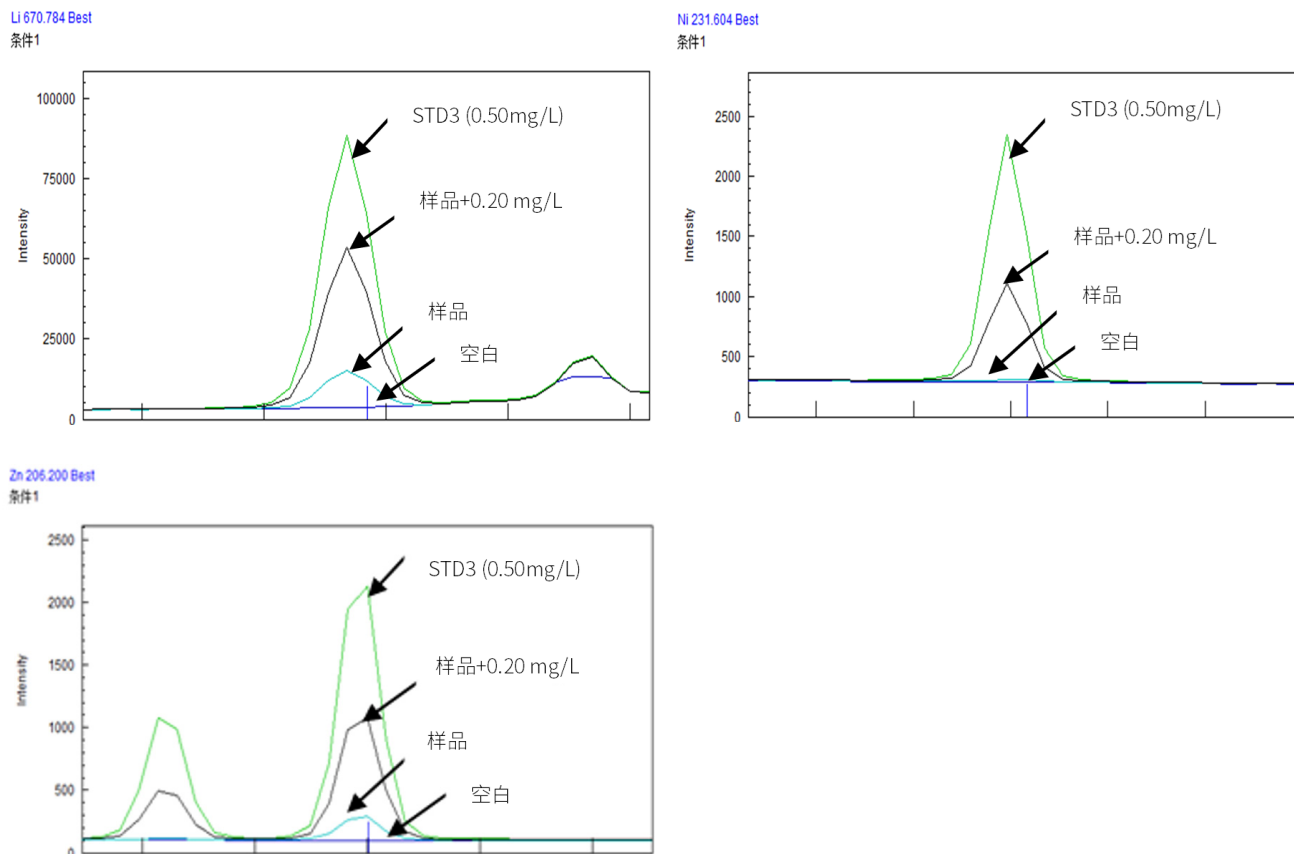 Li 670.784 Best
条件1
100000
75000
50000
25000
0
Intensity
STD3 (0.50mg/L)
样品+0.20 mg/L
样品
空白
Ni 231.604 Best
条件1
2500
2000
1500
1000
500
0
Intensity
STD3 (0.50mg/L)
样品+0.20 mg/L
样品
空白
Zn 206.200 Best
条件1
2500
2000
1500
1000
500
0
Intensity
STD3 (0.50mg/L)
样品+0.20 mg/L
样品
空白